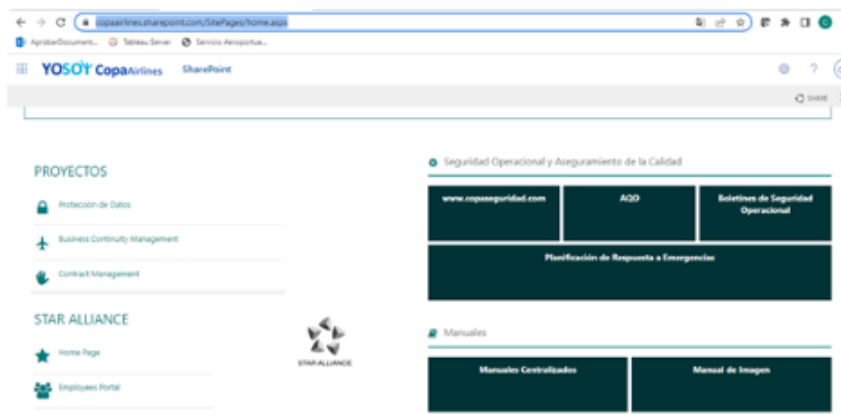 copaairlines.sharepoint.com/SitePages/home.aspx
AprobarDocument... Tableau Server Servicio Aeroportua...
YOSOY CopaAirlines SharePoint
SHARE
PROYECTOS
Protección de Datos
Business Continuity Management
Contract Management
STAR ALLIANCE
Home Page
Employees Portal
STAR ALLIANCE
Seguridad Operacional y Aseguramiento de la Calidad
www.copaseguridad.com
AQD
Boletines de Seguridad
Operacional
Planificación de Respuesta a Emergencias
Manuales
Manuales Centralizados
Manual de Imagen